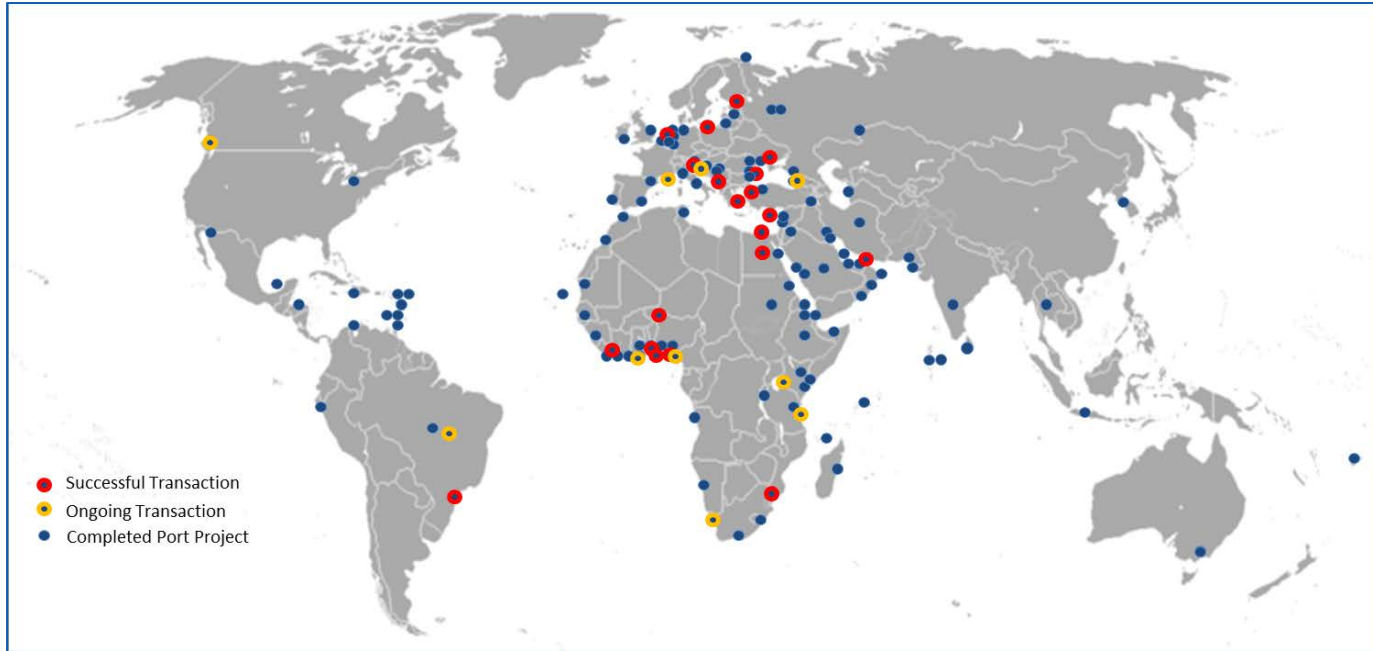 Successful Transaction
Ongoing Transaction
Completed Port Project